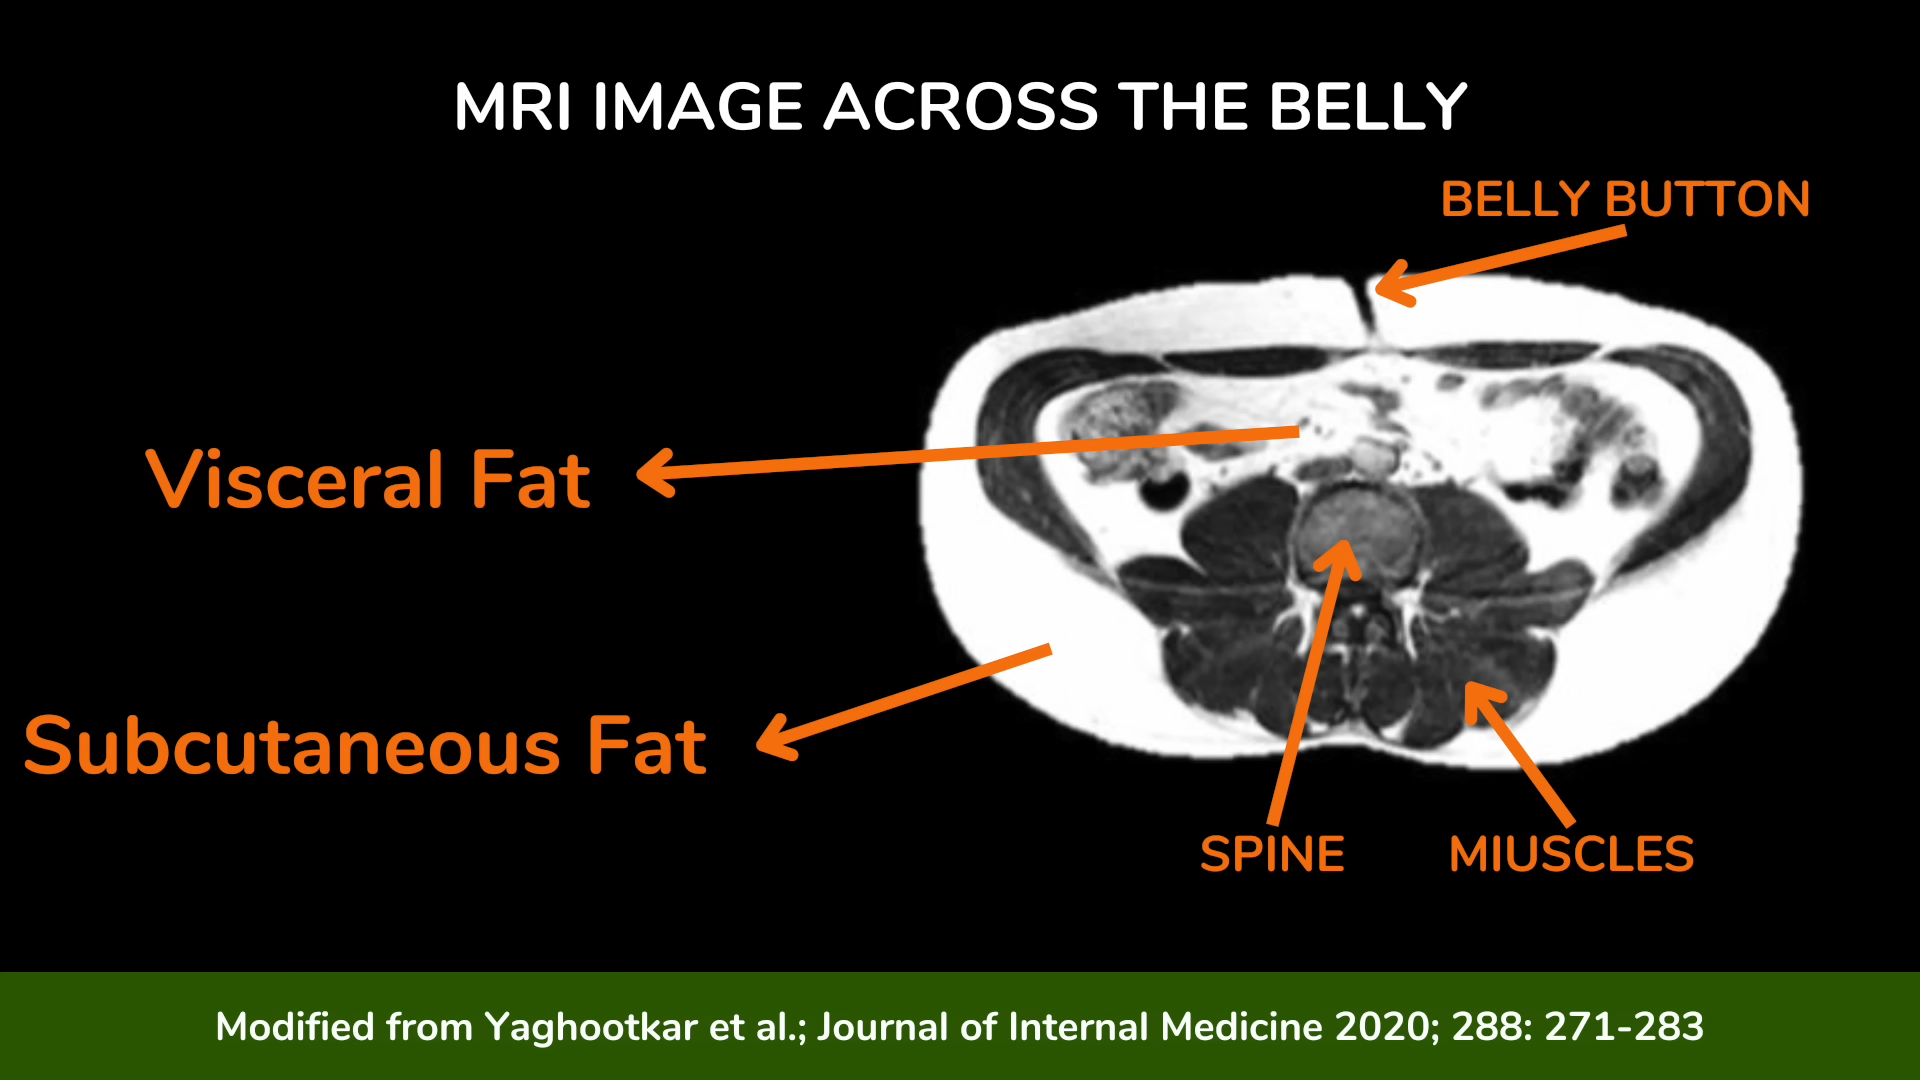 MRI IMAGE ACROSS THE BELLY
BELLY BUTTON
Visceral Fat
Subcutaneous Fat
SPINE
MIUSCLES
Modified from Yaghootkar et al.; Journal of Internal Medicine 2020; 288: 271-283